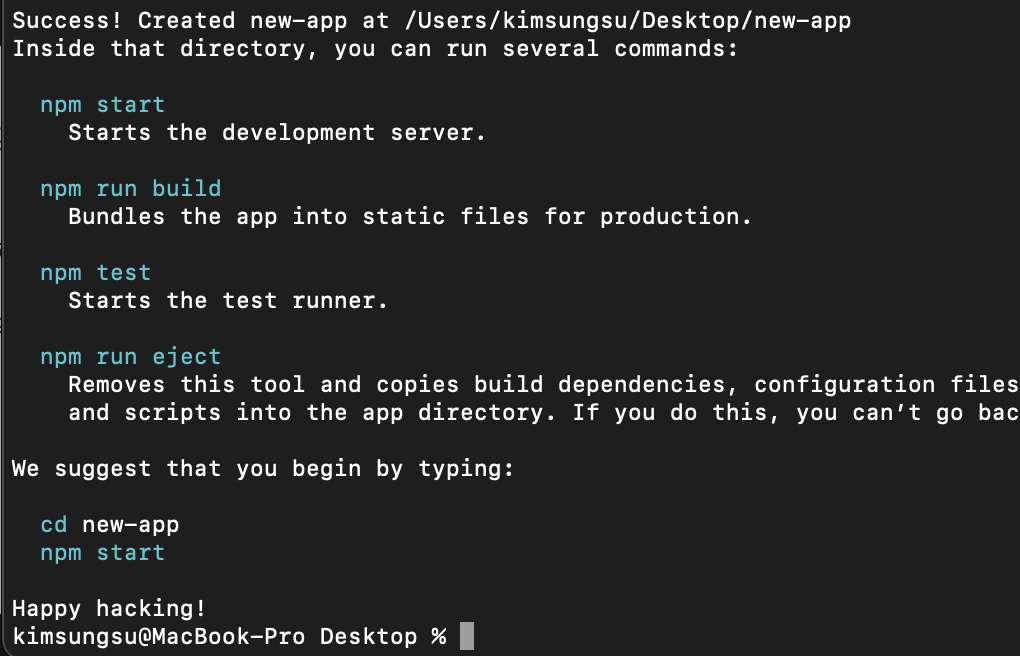 Success! Created new-app at /Users/kimsungsu/Desktop/new-app
Inside that directory, you can run several commands:
npm start
Starts the development server.
npm run build
Bundles the app into static files for production.
npm test
Starts the test runner.
npm run eject
Removes this tool and copies build dependencies, configuration files
and scripts into the app directory. If you do this, you can’t go bac
We suggest that you begin by typing:
cd new-app
npm start
Happy hacking!
kimsungsu@MacBook-Pro Desktop %